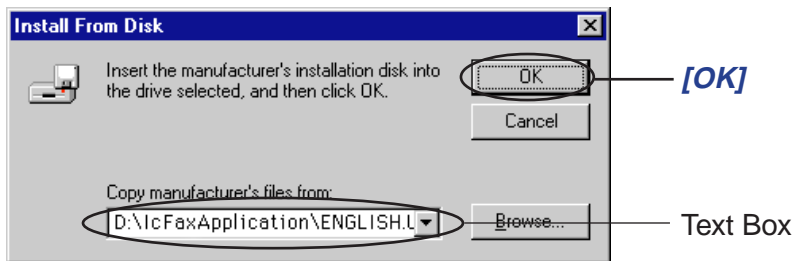 Install From Disk
Insert the manufacturer's installation disk into
the drive selected, and then click OK.
OK
[OK]
Cancel
Copy manufacturer's files from:
D:\IcFaxApplication\ENGLISH.
Browse...
Text Box